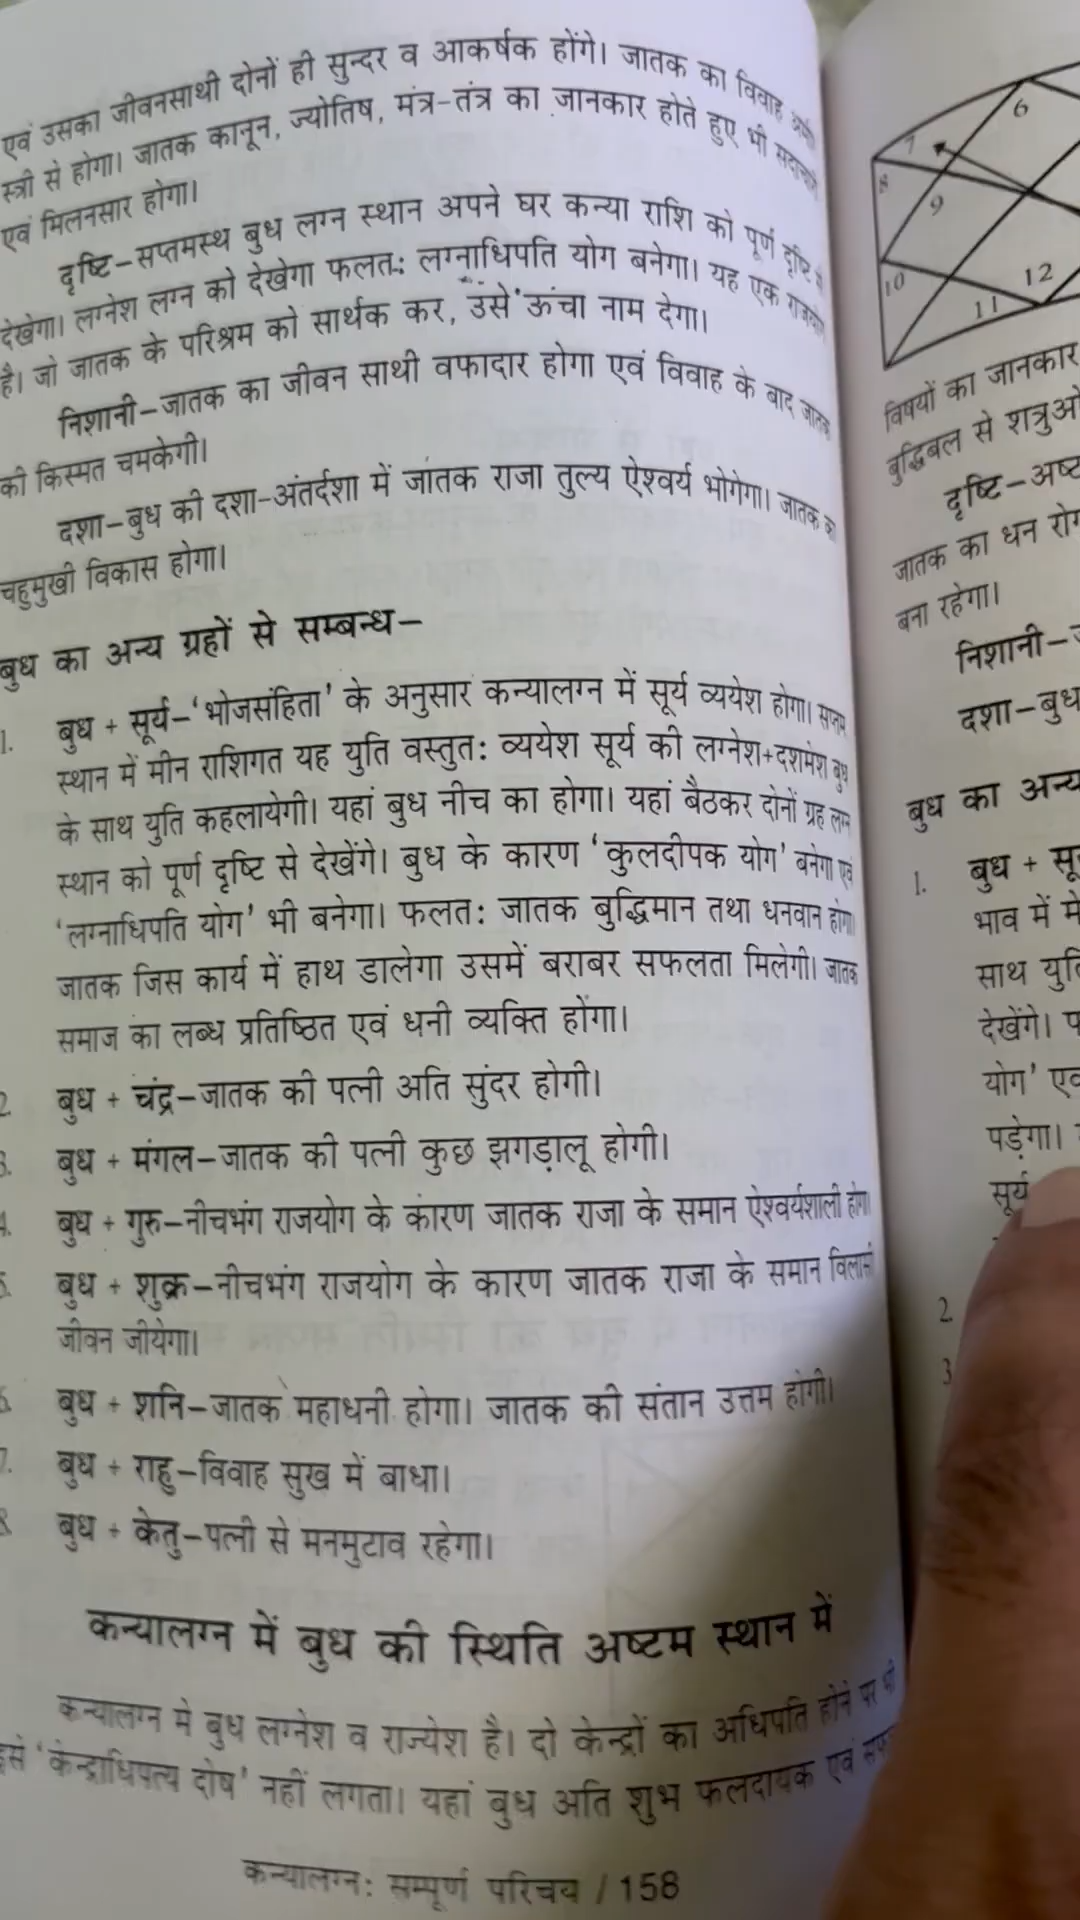 एवं उसका जीवनसाथी दोनों ही सुन्दर व आकर्षक होंगे। जातक का विवाह
स्त्री से होगा। जातक कानून, ज्योतिष, मंत्र-तंत्र का जानकार होते हुए भी
एवं मिलनसार होगा।
दृष्टि–सप्तमस्थ बुध लग्न स्थान अपने घर कन्या राशि को पूर्ण दृष्टि से
देखेगा। लग्नेश लग्न को देखेगा फलतः लग्नाधिपति योग बनेगा। यह एक राजयोग
है। जो जातक के परिश्रम को सार्थक कर, उसे ऊंचा नाम देगा।
निशानी–जातक का जीवन साथी वफादार होगा एवं विवाह के बाद जातक
की किस्मत चमकेगी।
दशा–बुध की दशा-अंतर्दशा में जातक राजा तुल्य ऐश्वर्य भोगेगा। जातक का
चहुमुखी विकास होगा।
बुध का अन्य ग्रहों से सम्बन्ध–
1. बुध + सूर्य–‘भोजसंहिता’ के अनुसार कन्यालग्न में सूर्य व्ययेश होगा। सप्तम
स्थान में मीन राशिगत यह युति वस्तुतः व्ययेश सूर्य की लग्नेश+दशमेश बुध
के साथ युति कहलायेगी। यहां बुध नीच का होगा। यहां बैठकर दोनों ग्रह लग्न
स्थान को पूर्ण दृष्टि से देखेंगे। बुध के कारण ‘कुलदीपक योग’ बनेगा एवं
‘लग्नाधिपति योग’ भी बनेगा। फलतः जातक बुद्धिमान तथा धनवान होगा
जातक जिस कार्य में हाथ डालेगा उसमें बराबर सफलता मिलेगी। जातक
समाज का लब्ध प्रतिष्ठित एवं धनी व्यक्ति होंगा।
2. बुध + चंद्र–जातक की पत्नी अति सुंदर होगी।
3. बुध + मंगल–जातक की पत्नी कुछ झगड़ालू होगी।
4. बुध + गुरु–नीचभंग राजयोग के कारण जातक राजा के समान ऐश्वर्यशाली होगा
5. बुध + शुक्र–नीचभंग राजयोग के कारण जातक राजा के समान विलासी
जीवन जीयेगा।
6. बुध + शनि–जातक महाधनी होगा। जातक की संतान उत्तम होगी।
7. बुध + राहु–विवाह सुख में बाधा।
8. बुध + केतु–पत्नी से मनमुटाव रहेगा।
कन्यालग्न में बुध की स्थिति अष्टम स्थान में
कन्यालग्न मे बुध लग्नेश व राज्येश है। दो केन्द्रों का अधिपति होने पर भी
इसे ‘केन्द्राधिपत्य दोष’ नहीं लगता। यहां बुध अति शुभ फलदायक एवं
कन्यालग्न: सम्पूर्ण परिचय / 158
6
7
8
9
10
11
12
विषयों का जानकार
बुद्धिबल से शत्रुओं
दृष्टि–अष्ट
जातक का धन रोग
बना रहेगा।
निशानी–
दशा–बुध
बुध का अन्य
1. बुध + सू
भाव में मे
साथ युति
देखेंगे। प
योग’ एव
पड़ेगा।
सूर्य
2
3